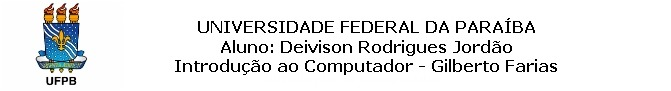 UNIVERSIDADE FEDERAL DA PARAÍBA
Aluno: Deivison Rodrigues Jordão
Introdução ao Computador - Gilberto Farias
UFPB